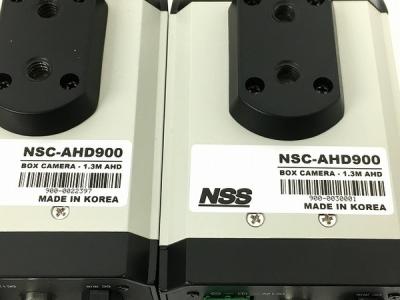 NSC-AHD900
BOX CAMERA - 1.3M AHD
900-0022397
MADE IN KOREA
NSC-AHD900
BOX CAMERA - 1.3M AHD
NSS
900-0030001
MADE IN KOREA